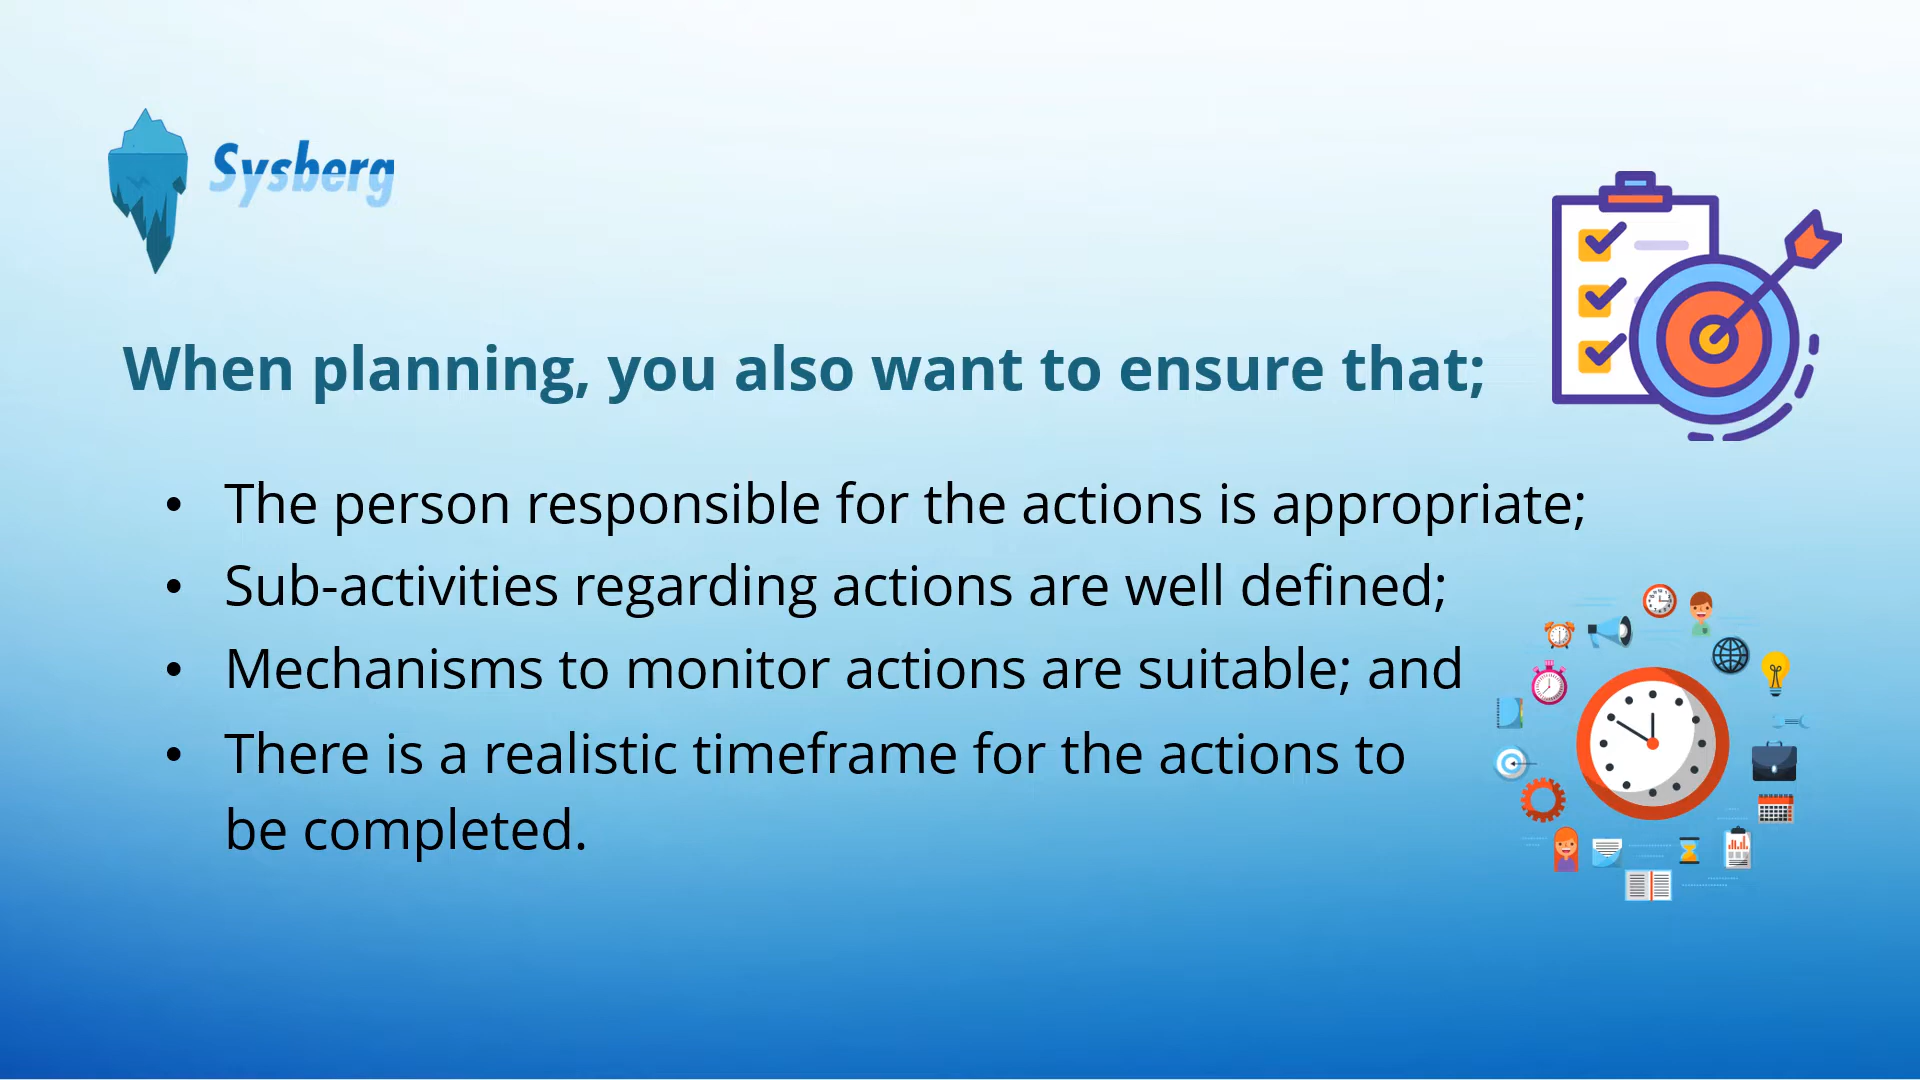 Sysberg
When planning, you also want to ensure that;
• The person responsible for the actions is appropriate;
• Sub-activities regarding actions are well defined;
• Mechanisms to monitor actions are suitable; and
• There is a realistic timeframe for the actions to
be completed.